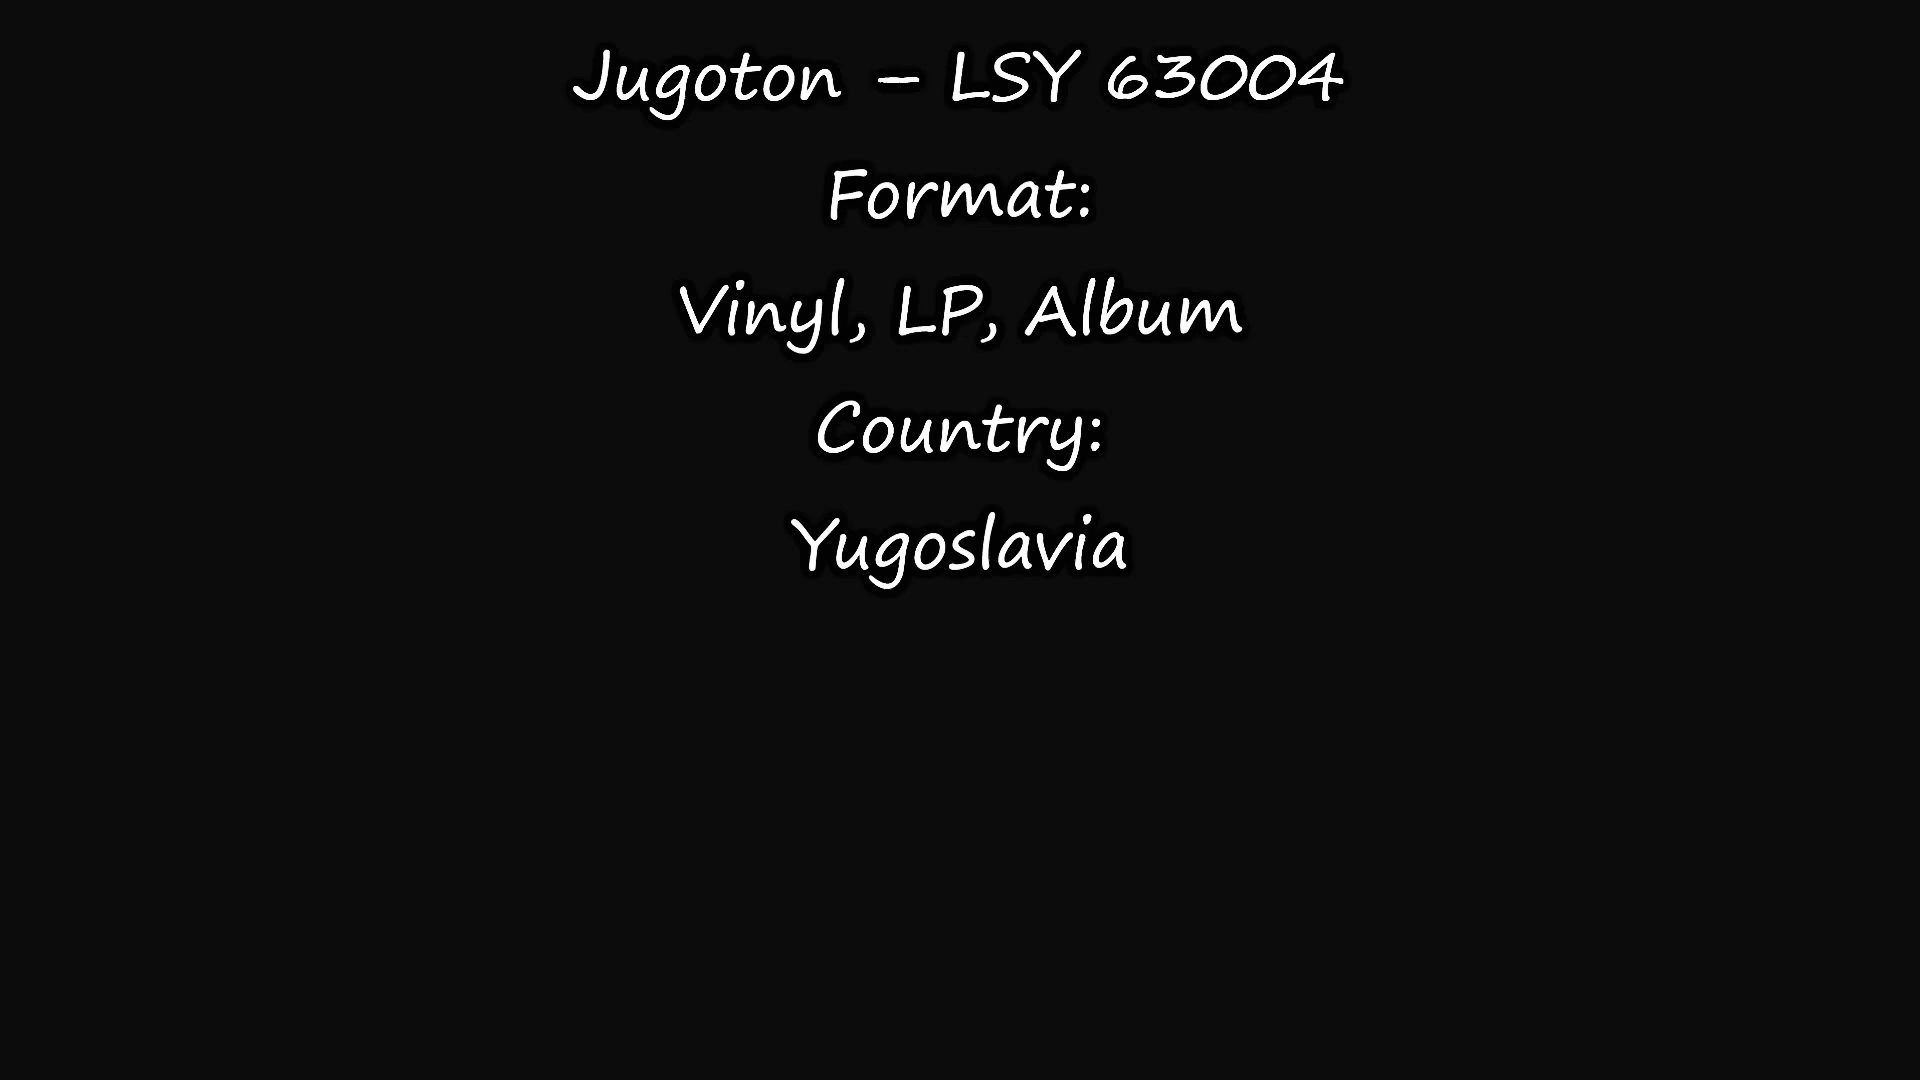 Jugoton – LSY 63004
Format:
Vinyl, LP, Album
Country:
Yugoslavia